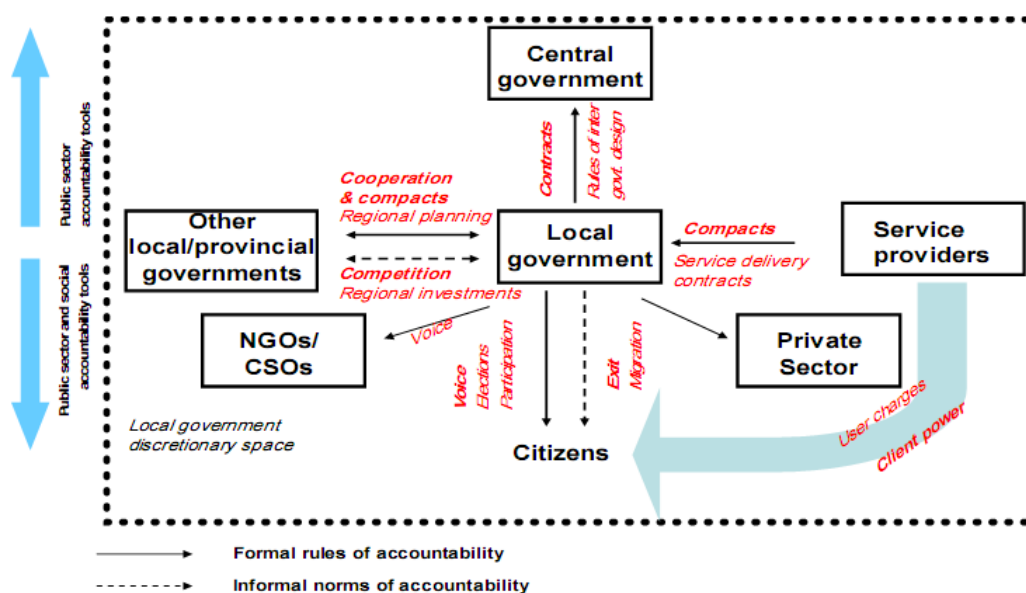 Central
government
Public sector
accountability tools
Contracts
Rules of inter
govt. design
Cooperation
& compacts
Regional planning
Other
local/provincial
governments
Local
government
Compacts
Service delivery
contracts
Service
providers
Competition
Regional investments
Public sector and social
accountability tools
NGOs/
CSOs
Voice
Voice
Elections
Participation
Exit
Migration
Private
Sector
User charges
Client power
Local government
discretionary space
Citizens
Formal rules of accountability
Informal norms of accountability